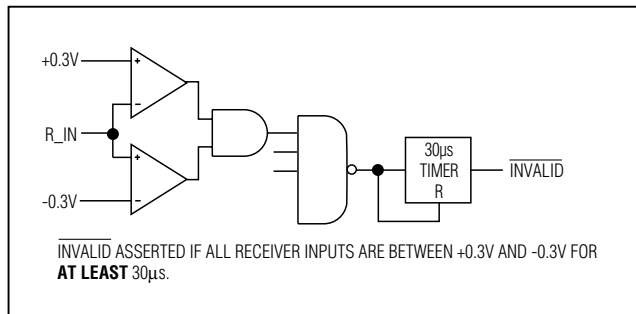 +0.3V
+
-
R_IN
+
-
-0.3V
30μs
TIMER
R
INVALID
INVALID ASSERTED IF ALL RECEIVER INPUTS ARE BETWEEN +0.3V AND -0.3V FOR
AT LEAST 30μs.